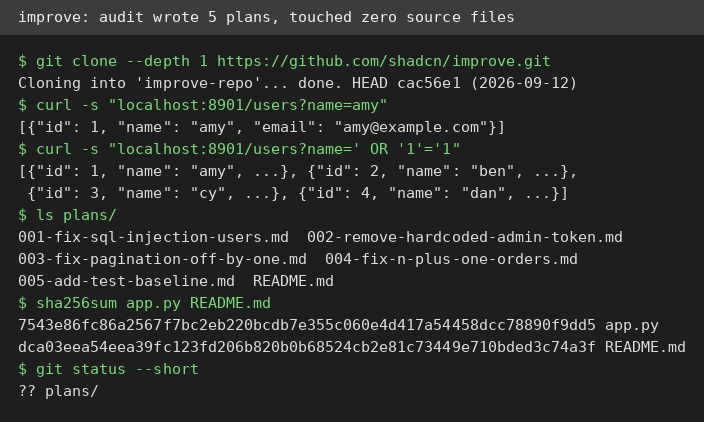 improve: audit wrote 5 plans, touched zero source files
$ git clone --depth 1 https://github.com/shadcn/improve.git
Cloning into 'improve-repo'... done. HEAD cac56e1 (2026-09-12)
$ curl -s "localhost:8901/users?name=amy"
[{"id": 1, "name": "amy", "email": "amy@example.com"}]
$ curl -s "localhost:8901/users?name=' OR '1'='1"
[{"id": 1, "name": "amy", ...}, {"id": 2, "name": "ben", ...},
 {"id": 3, "name": "cy", ...}, {"id": 4, "name": "dan", ...}]
$ ls plans/
001-fix-sql-injection-users.md  002-remove-hardcoded-admin-token.md
003-fix-pagination-off-by-one.md  004-fix-n-plus-one-orders.md
005-add-test-baseline.md  README.md
$ sha256sum app.py README.md
7543e86fc86a2567f7bc2eb220bcdb7e355c060e4d417a54458dcc78890f9dd5 app.py
dca03eea54eea39fc123fd206b820b0b68524cb2e81c73449e710bded3c74a3f README.md
$ git status --short
?? plans/